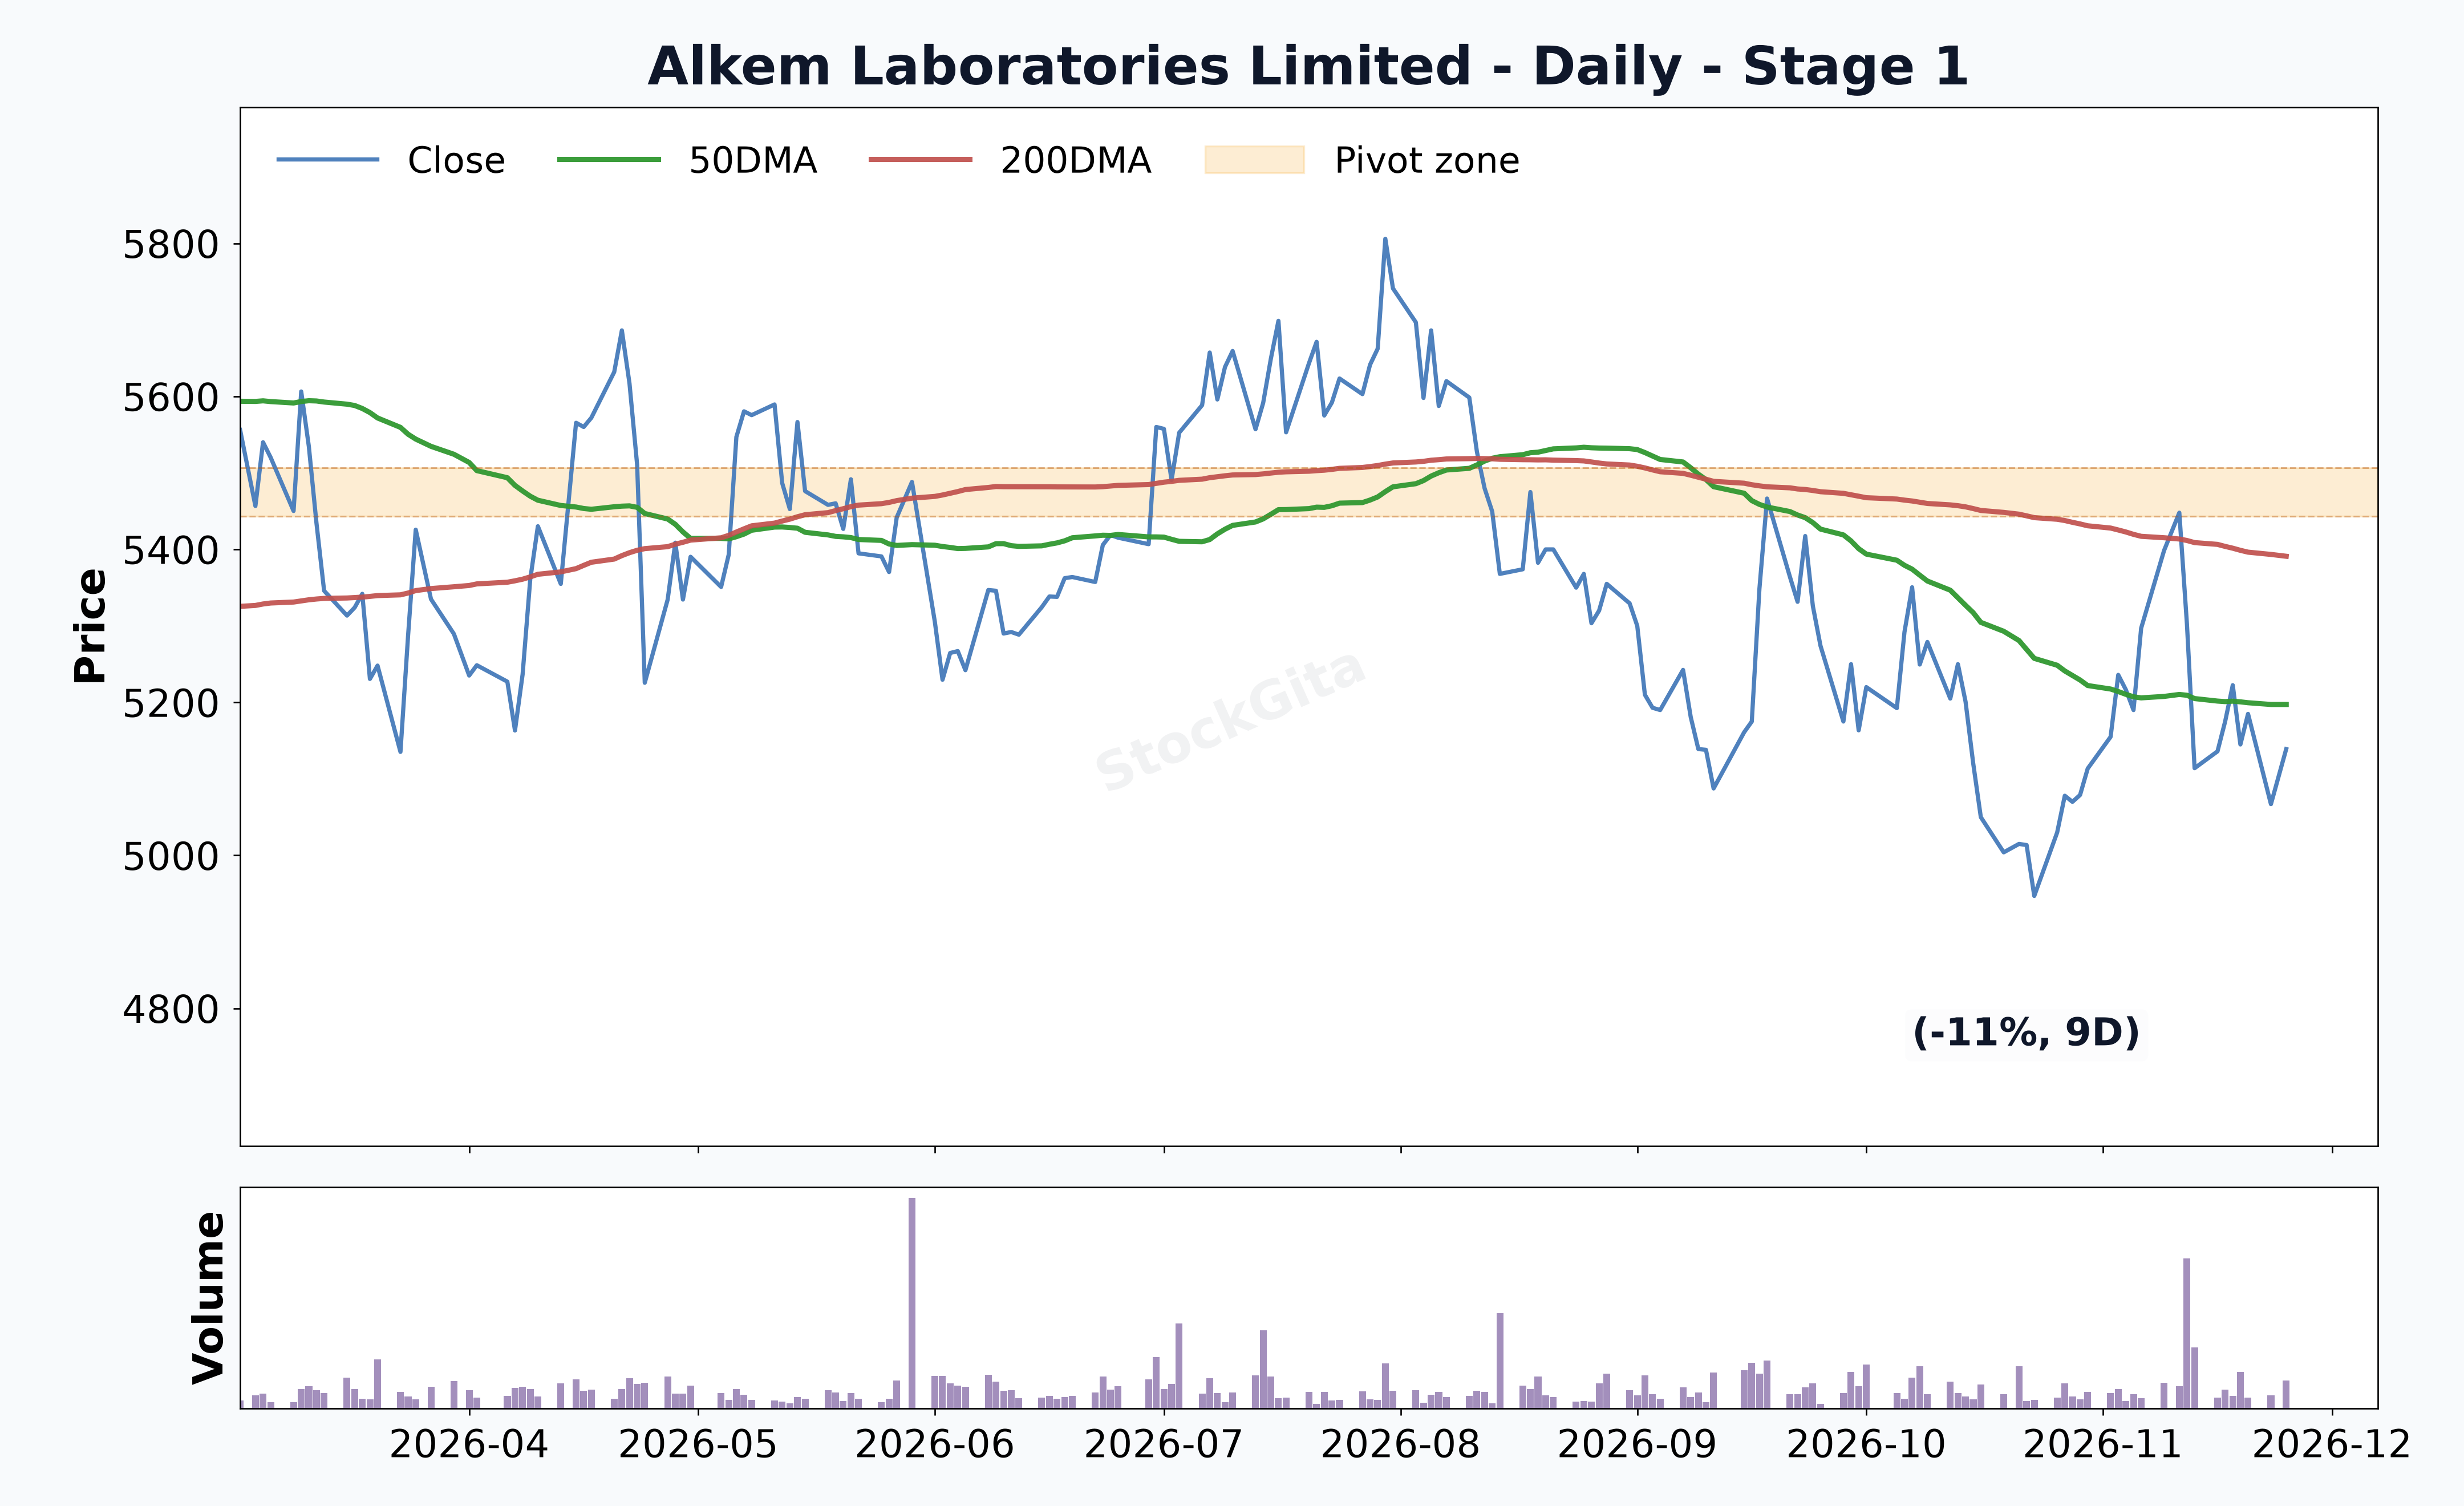 Alkem Laboratories Limited - Daily - Stage 1
Close 50DMA 200DMA Pivot zone
5800
5600
5400
5200
5000
4800
Price
StockGita
(-11%, 9D)
Volume
2026-04 2026-05 2026-06 2026-07 2026-08 2026-09 2026-10 2026-11 2026-12